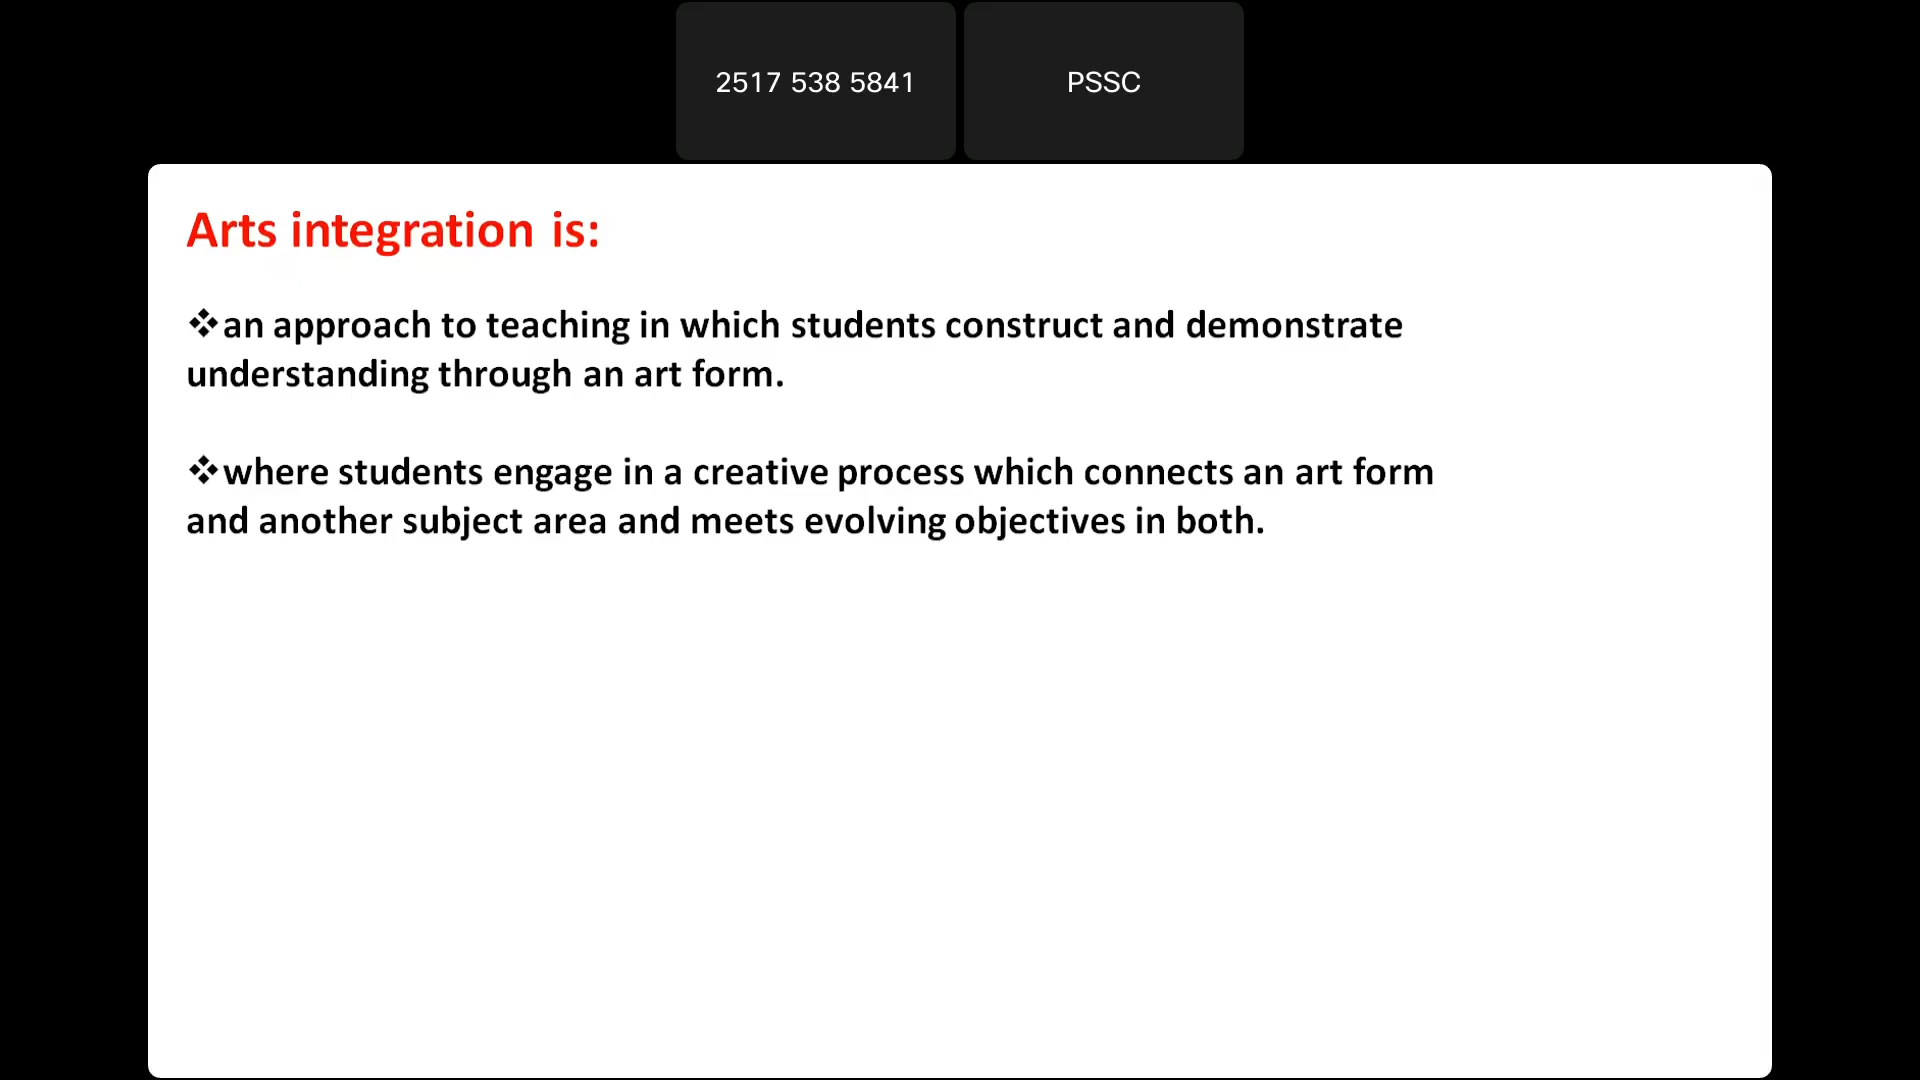 2517 538 5841
PSSC
Arts integration is:
❖an approach to teaching in which students construct and demonstrate
understanding through an art form.
❖where students engage in a creative process which connects an art form
and another subject area and meets evolving objectives in both.